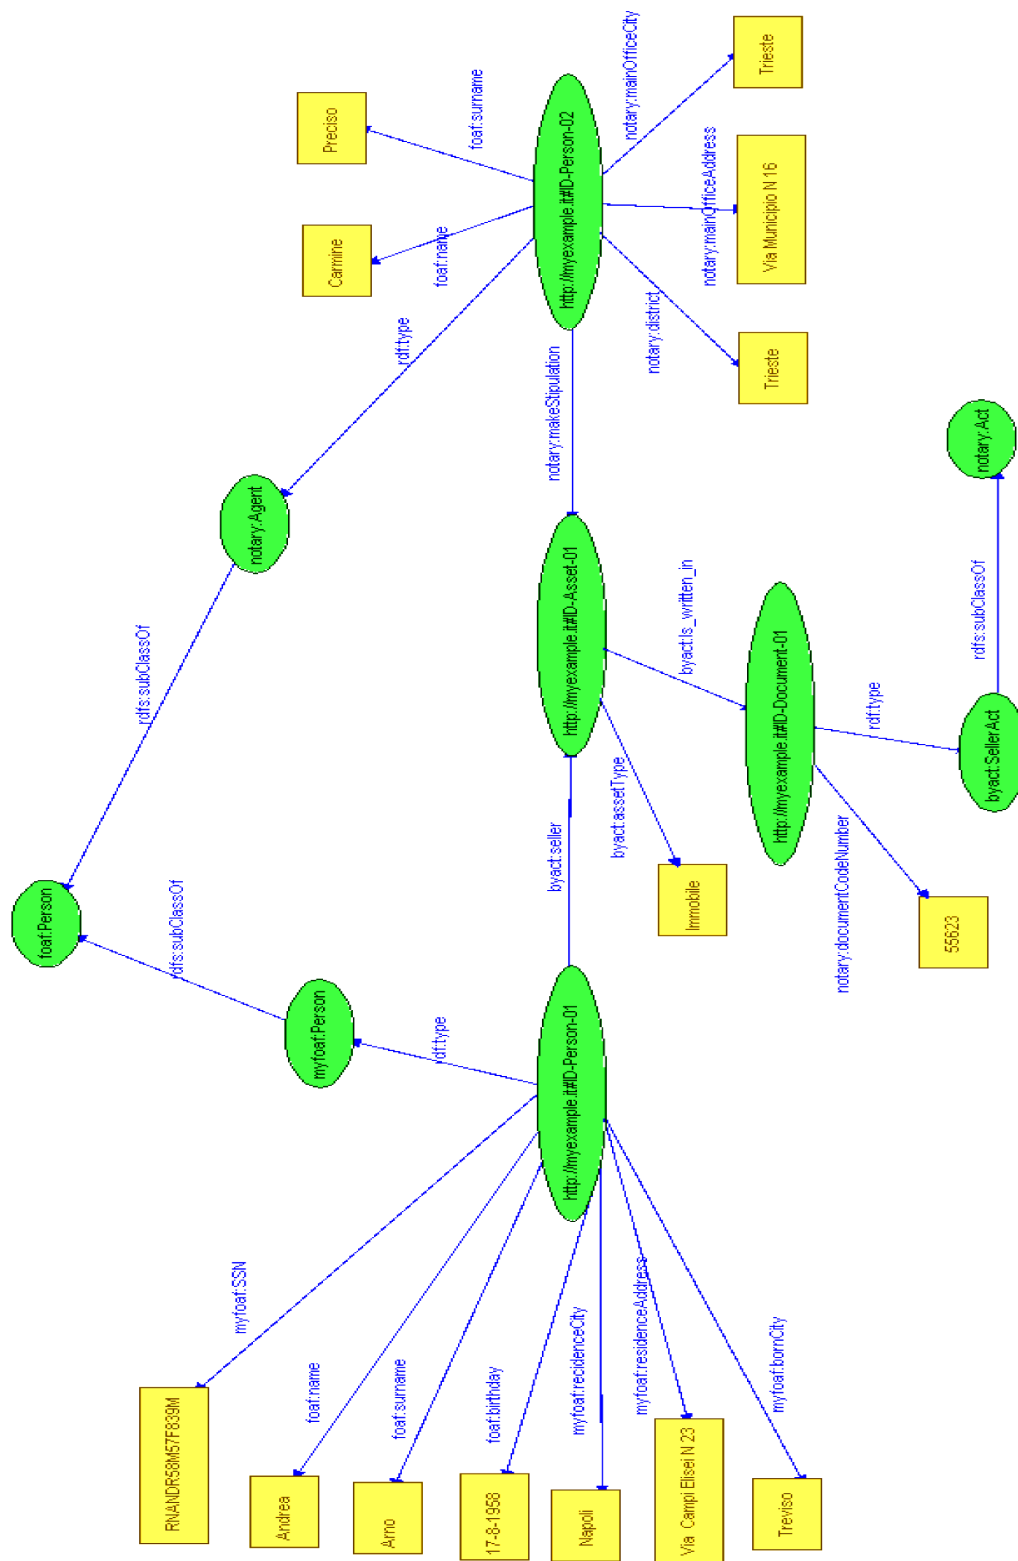 foaf:Person
rdfs:subClassOf
rdfs:subClassOf
RNANDR58M57F839M
myfoaf:SSN
notary:Agent
Andrea
foaf:name
myfoaf:Person
Carmine
Preciso
Arno
foaf:surname
rdf:type
rdf:type
foaf:name
foaf:surname
17-8-1958
foaf:birthday
Napoli
myfoaf:recidenceCity
http://myexample.it#ID-Person-01
byact:seller
http://myexample.it#ID-Asset-01
notary:makeStipulation
http://myexample.it#ID-Person-02
byact:assetType
Via Campi Elisei N 23
myfoaf:residenceAddress
Immobile
byact:Is_written_in
notary:district
notary:mainOfficeAddress
notary:mainOfficeCity
Treviso
myfoaf:bornCity
http://myexample.it#ID-Document-01
Trieste
Via Municipio N 16
Trieste
notary:documentCodeNumber
rdf:type
55623
byact:SellerAct
rdfs:subClassOf
notary:Act